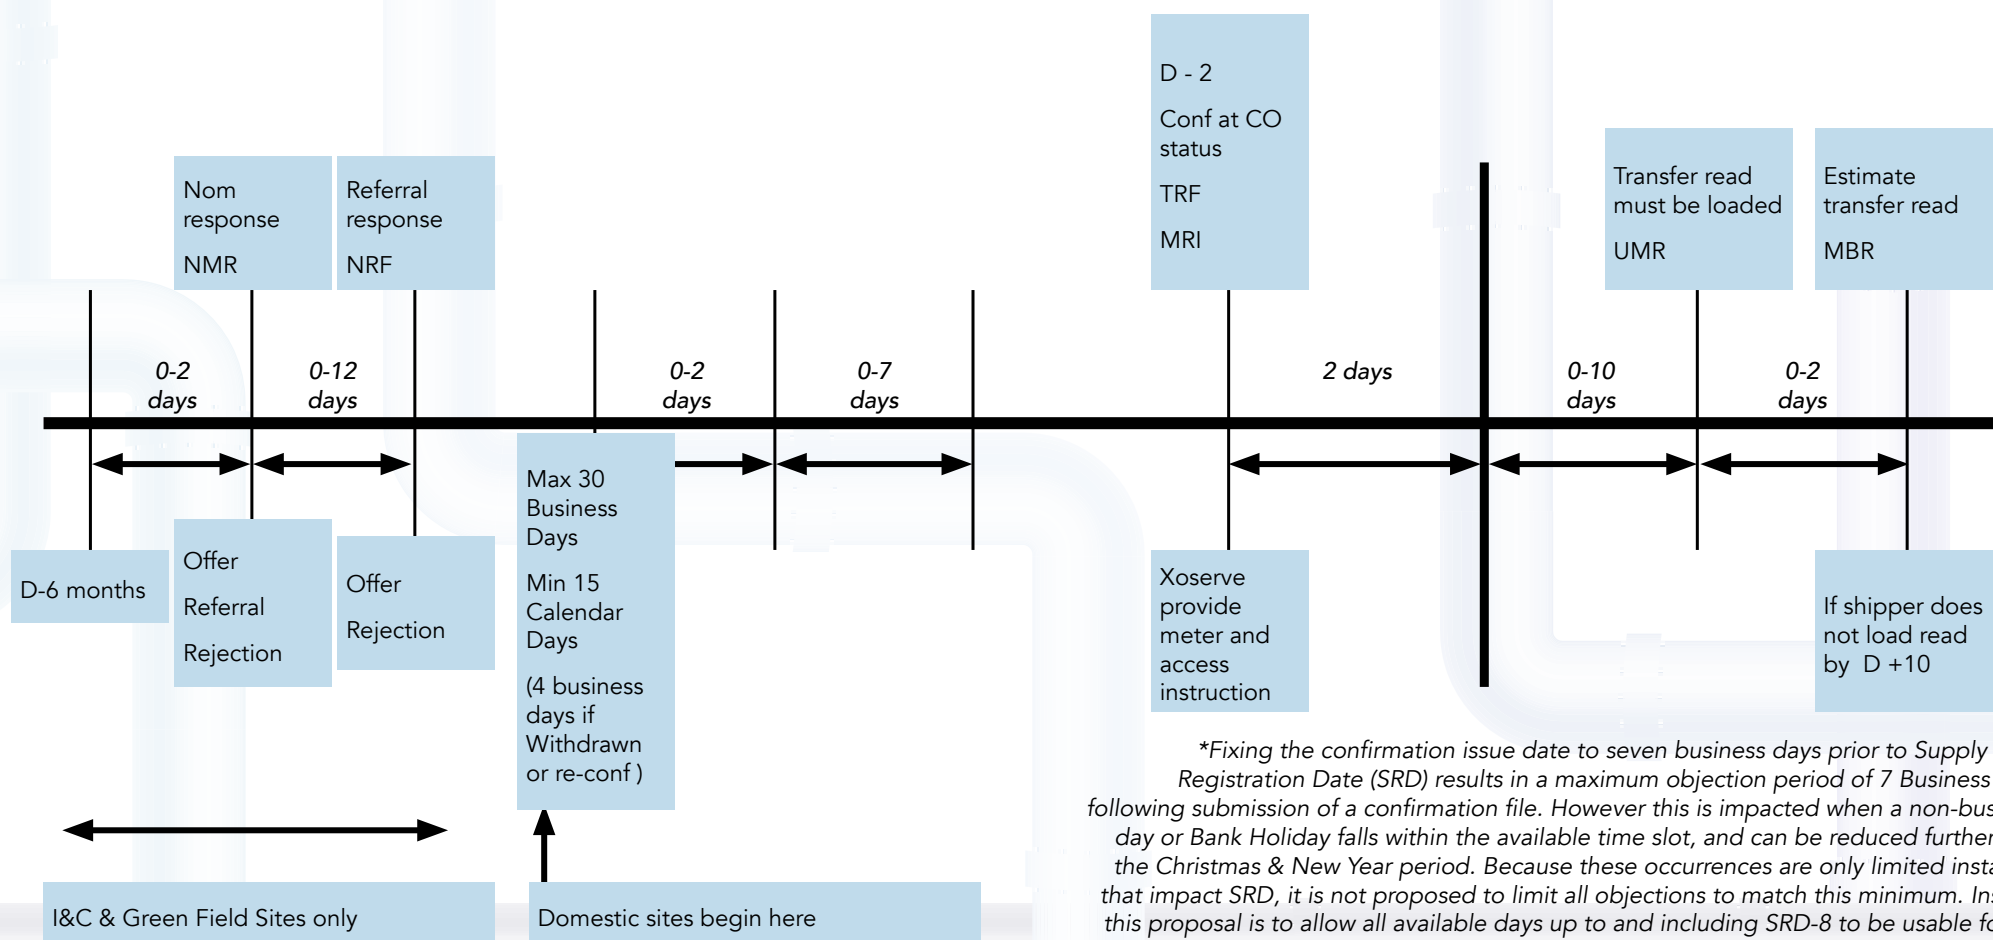 D - 2
Conf at CO
status
TRF
MRI
Nom
response
NMR
Referral
response
NRF
Transfer read
must be loaded
UMR
Estimate
transfer read
MBR
0-2
days
0-12
days
0-2
days
0-7
days
2 days
0-10
days
0-2
days
D-6 months
Offer
Referral
Rejection
Offer
Rejection
Max 30
Business
Days
Min 15
Calendar
Days
(4 business
days if
Withdrawn
or re-conf )
Xoserve
provide
meter and
access
instruction
If shipper does
not load read
by D +10
I&C & Green Field Sites only
Domestic sites begin here
*Fixing the confirmation issue date to seven business days prior to Supply
Registration Date (SRD) results in a maximum objection period of 7 Business
following submission of a confirmation file. However this is impacted when a non-bus
day or Bank Holiday falls within the available time slot, and can be reduced further
the Christmas & New Year period. Because these occurrences are only limited insta
that impact SRD, it is not proposed to limit all objections to match this minimum. Ins
this proposal is to allow all available days up to and including SRD-8 to be usable fo